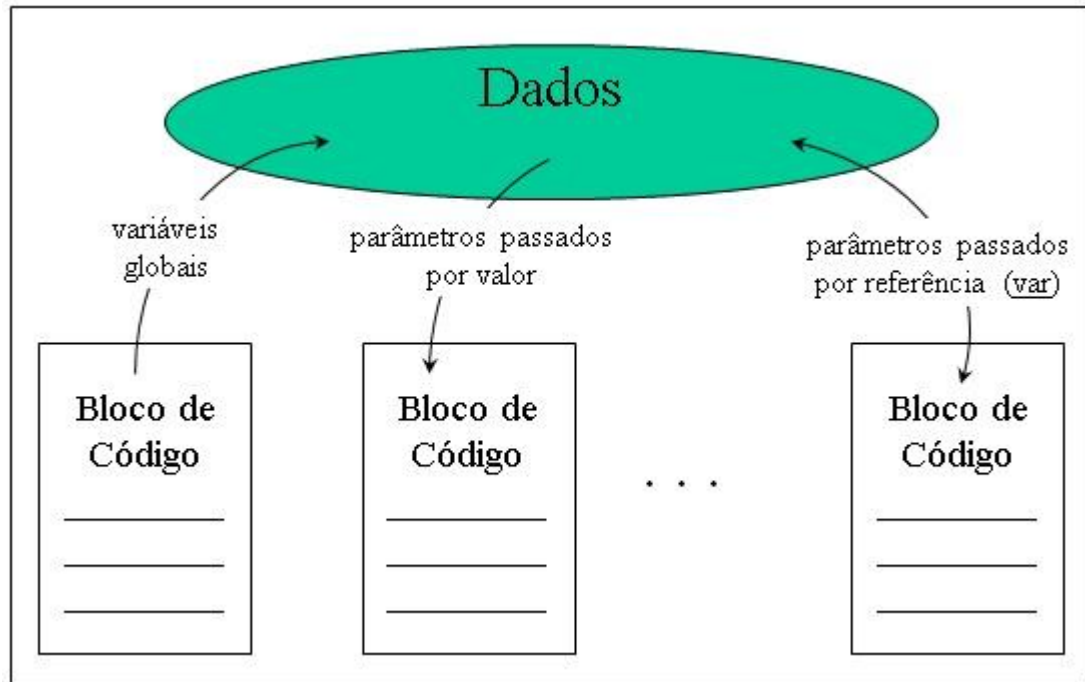 Dados
variáveis
globais
parâmetros passados
por valor
parâmetros passados
por referência (var)
Bloco de
Código
Bloco de
Código
. . .
Bloco de
Código